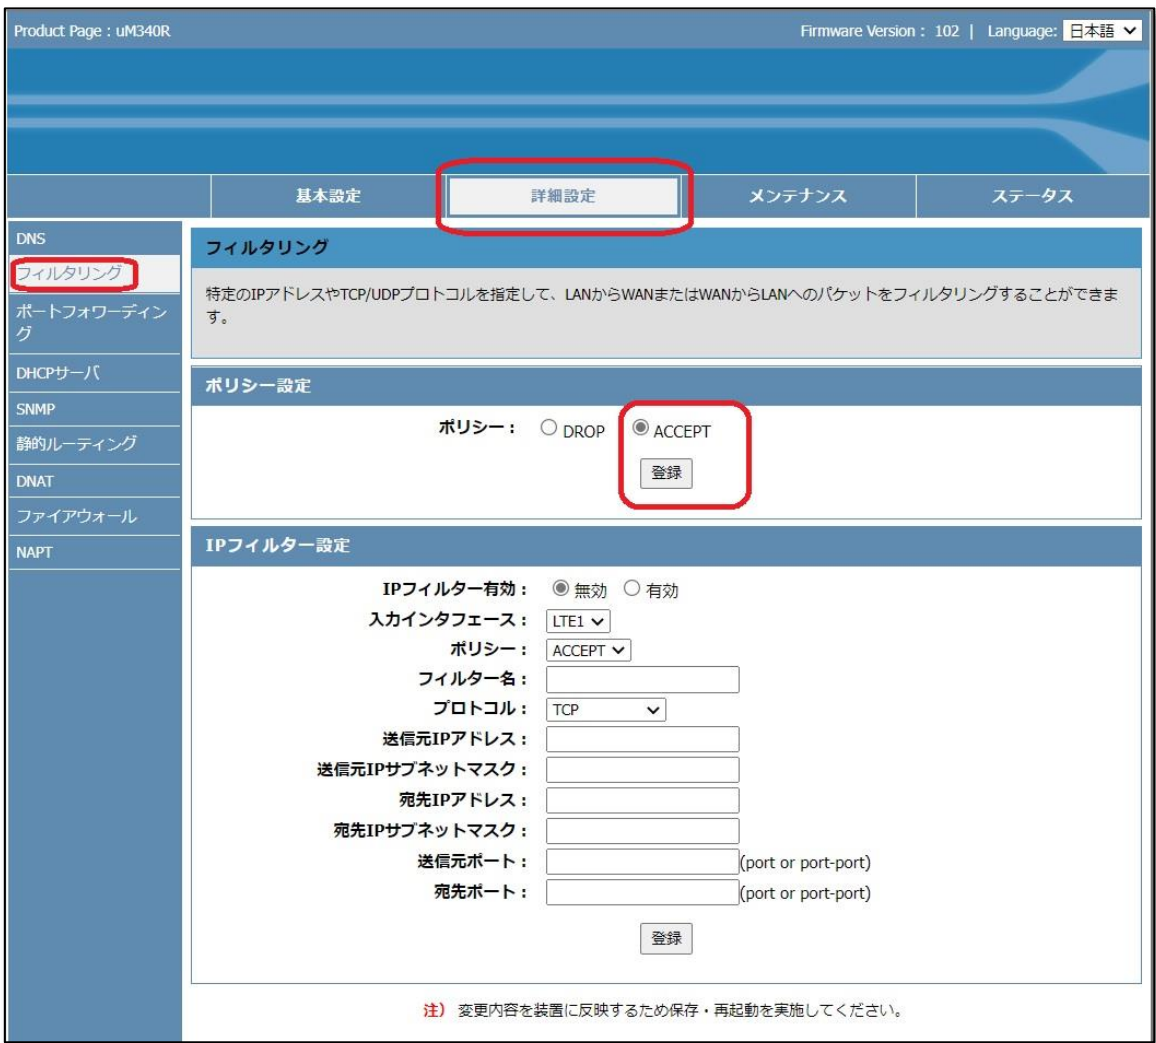 Product Page : uM340R Firmware Version : 102 | Language: 日本語
基本設定 詳細設定 メンテナンス ステータス
DNS
フィルタリング
ポートフォワーディン
グ
DHCPサーバ
SNMP
静的ルーティング
DNAT
ファイアウォール
NAPT
フィルタリング
特定のIPアドレスやTCP/UDPプロトコルを指定して、LANからWANまたはWANからLANへのパケットをフィルタリングすることができま
す。
ポリシー設定
ポリシー : DROP ACCEPT
登録
IPフィルター設定
IPフィルター有効 : 無効 有効
入力インタフェース : LTE1
ポリシー : ACCEPT
フィルター名 :
プロトコル : TCP
送信元IPアドレス :
送信元IPサブネットマスク :
宛先IPアドレス :
宛先IPサブネットマスク :
送信元ポート : (port or port-port)
宛先ポート : (port or port-port)
登録
注） 変更内容を装置に反映するため保存・再起動を実施してください。